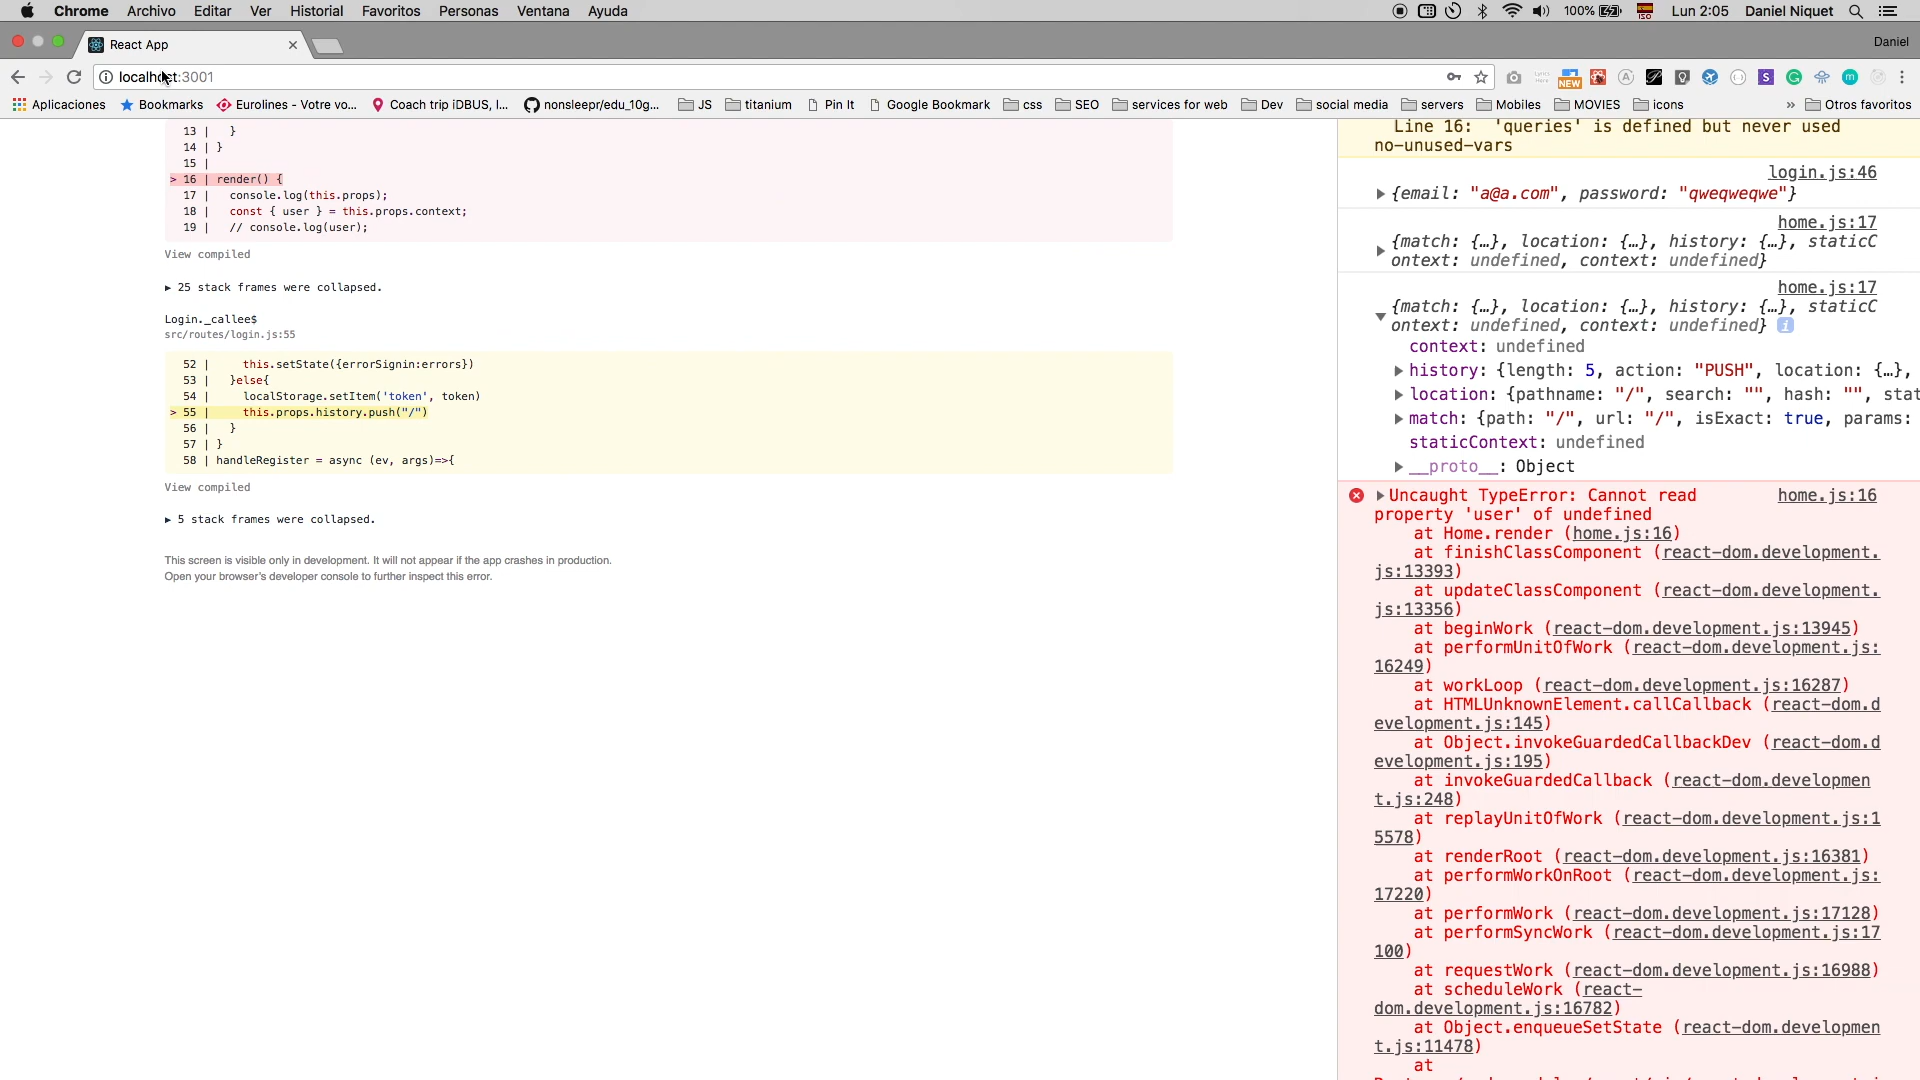 Chrome Archivo Editar Ver Historial Favoritos Personas Ventana Ayuda 100% ISO Lun 2:05 Daniel Niquet
React App Daniel
localhost:3001 NEW
Aplicaciones Bookmarks Eurolines - Votre vo... Coach trip iDBUS, l... nonsleepr/edu_10g... JS titanium Pin It Google Bookmark css SEO services for web Dev social media servers Mobiles MOVIES icons » Otros favoritos
13 | }
14 | }
15 |
> 16 | render() {
17 | console.log(this.props);
18 | const { user } = this.props.context;
19 | // console.log(user);
View compiled
▶ 25 stack frames were collapsed.
Login._callee$
src/routes/login.js:55
52 | this.setState({errorSignin:errors})
53 | }else{
54 | localStorage.setItem('token', token)
> 55 | this.props.history.push("/")
56 | }
57 | }
58 | handleRegister = async (ev, args)=>{
View compiled
▶ 5 stack frames were collapsed.
This screen is visible only in development. It will not appear if the app crashes in production.
Open your browser's developer console to further inspect this error.
Line 16: 'queries' is defined but never used
no-unused-vars
login.js:46
▶ {email: "a@a.com", password: "qweqweqwe"}
home.js:17
{match: {…}, location: {…}, history: {…}, staticC
▶ ontext: undefined, context: undefined}
home.js:17
{match: {…}, location: {…}, history: {…}, staticC
▼ ontext: undefined, context: undefined} i
context: undefined
▶ history: {length: 5, action: "PUSH", location: {…},
▶ location: {pathname: "/", search: "", hash: "", stat
▶ match: {path: "/", url: "/", isExact: true, params:
staticContext: undefined
▶ __proto__: Object
▶ Uncaught TypeError: Cannot read home.js:16
property 'user' of undefined
at Home.render (home.js:16)
at finishClassComponent (react-dom.development.
js:13393)
at updateClassComponent (react-dom.development.
js:13356)
at beginWork (react-dom.development.js:13945)
at performUnitOfWork (react-dom.development.js:
16249)
at workLoop (react-dom.development.js:16287)
at HTMLUnknownElement.callCallback (react-dom.d
evelopment.js:145)
at Object.invokeGuardedCallbackDev (react-dom.d
evelopment.js:195)
at invokeGuardedCallback (react-dom.developmen
t.js:248)
at replayUnitOfWork (react-dom.development.js:1
5578)
at renderRoot (react-dom.development.js:16381)
at performWorkOnRoot (react-dom.development.js:
17220)
at performWork (react-dom.development.js:17128)
at performSyncWork (react-dom.development.js:17
100)
at requestWork (react-dom.development.js:16988)
at scheduleWork (react-
dom.development.js:16782)
at Object.enqueueSetState (react-dom.developmen
t.js:11478)
at